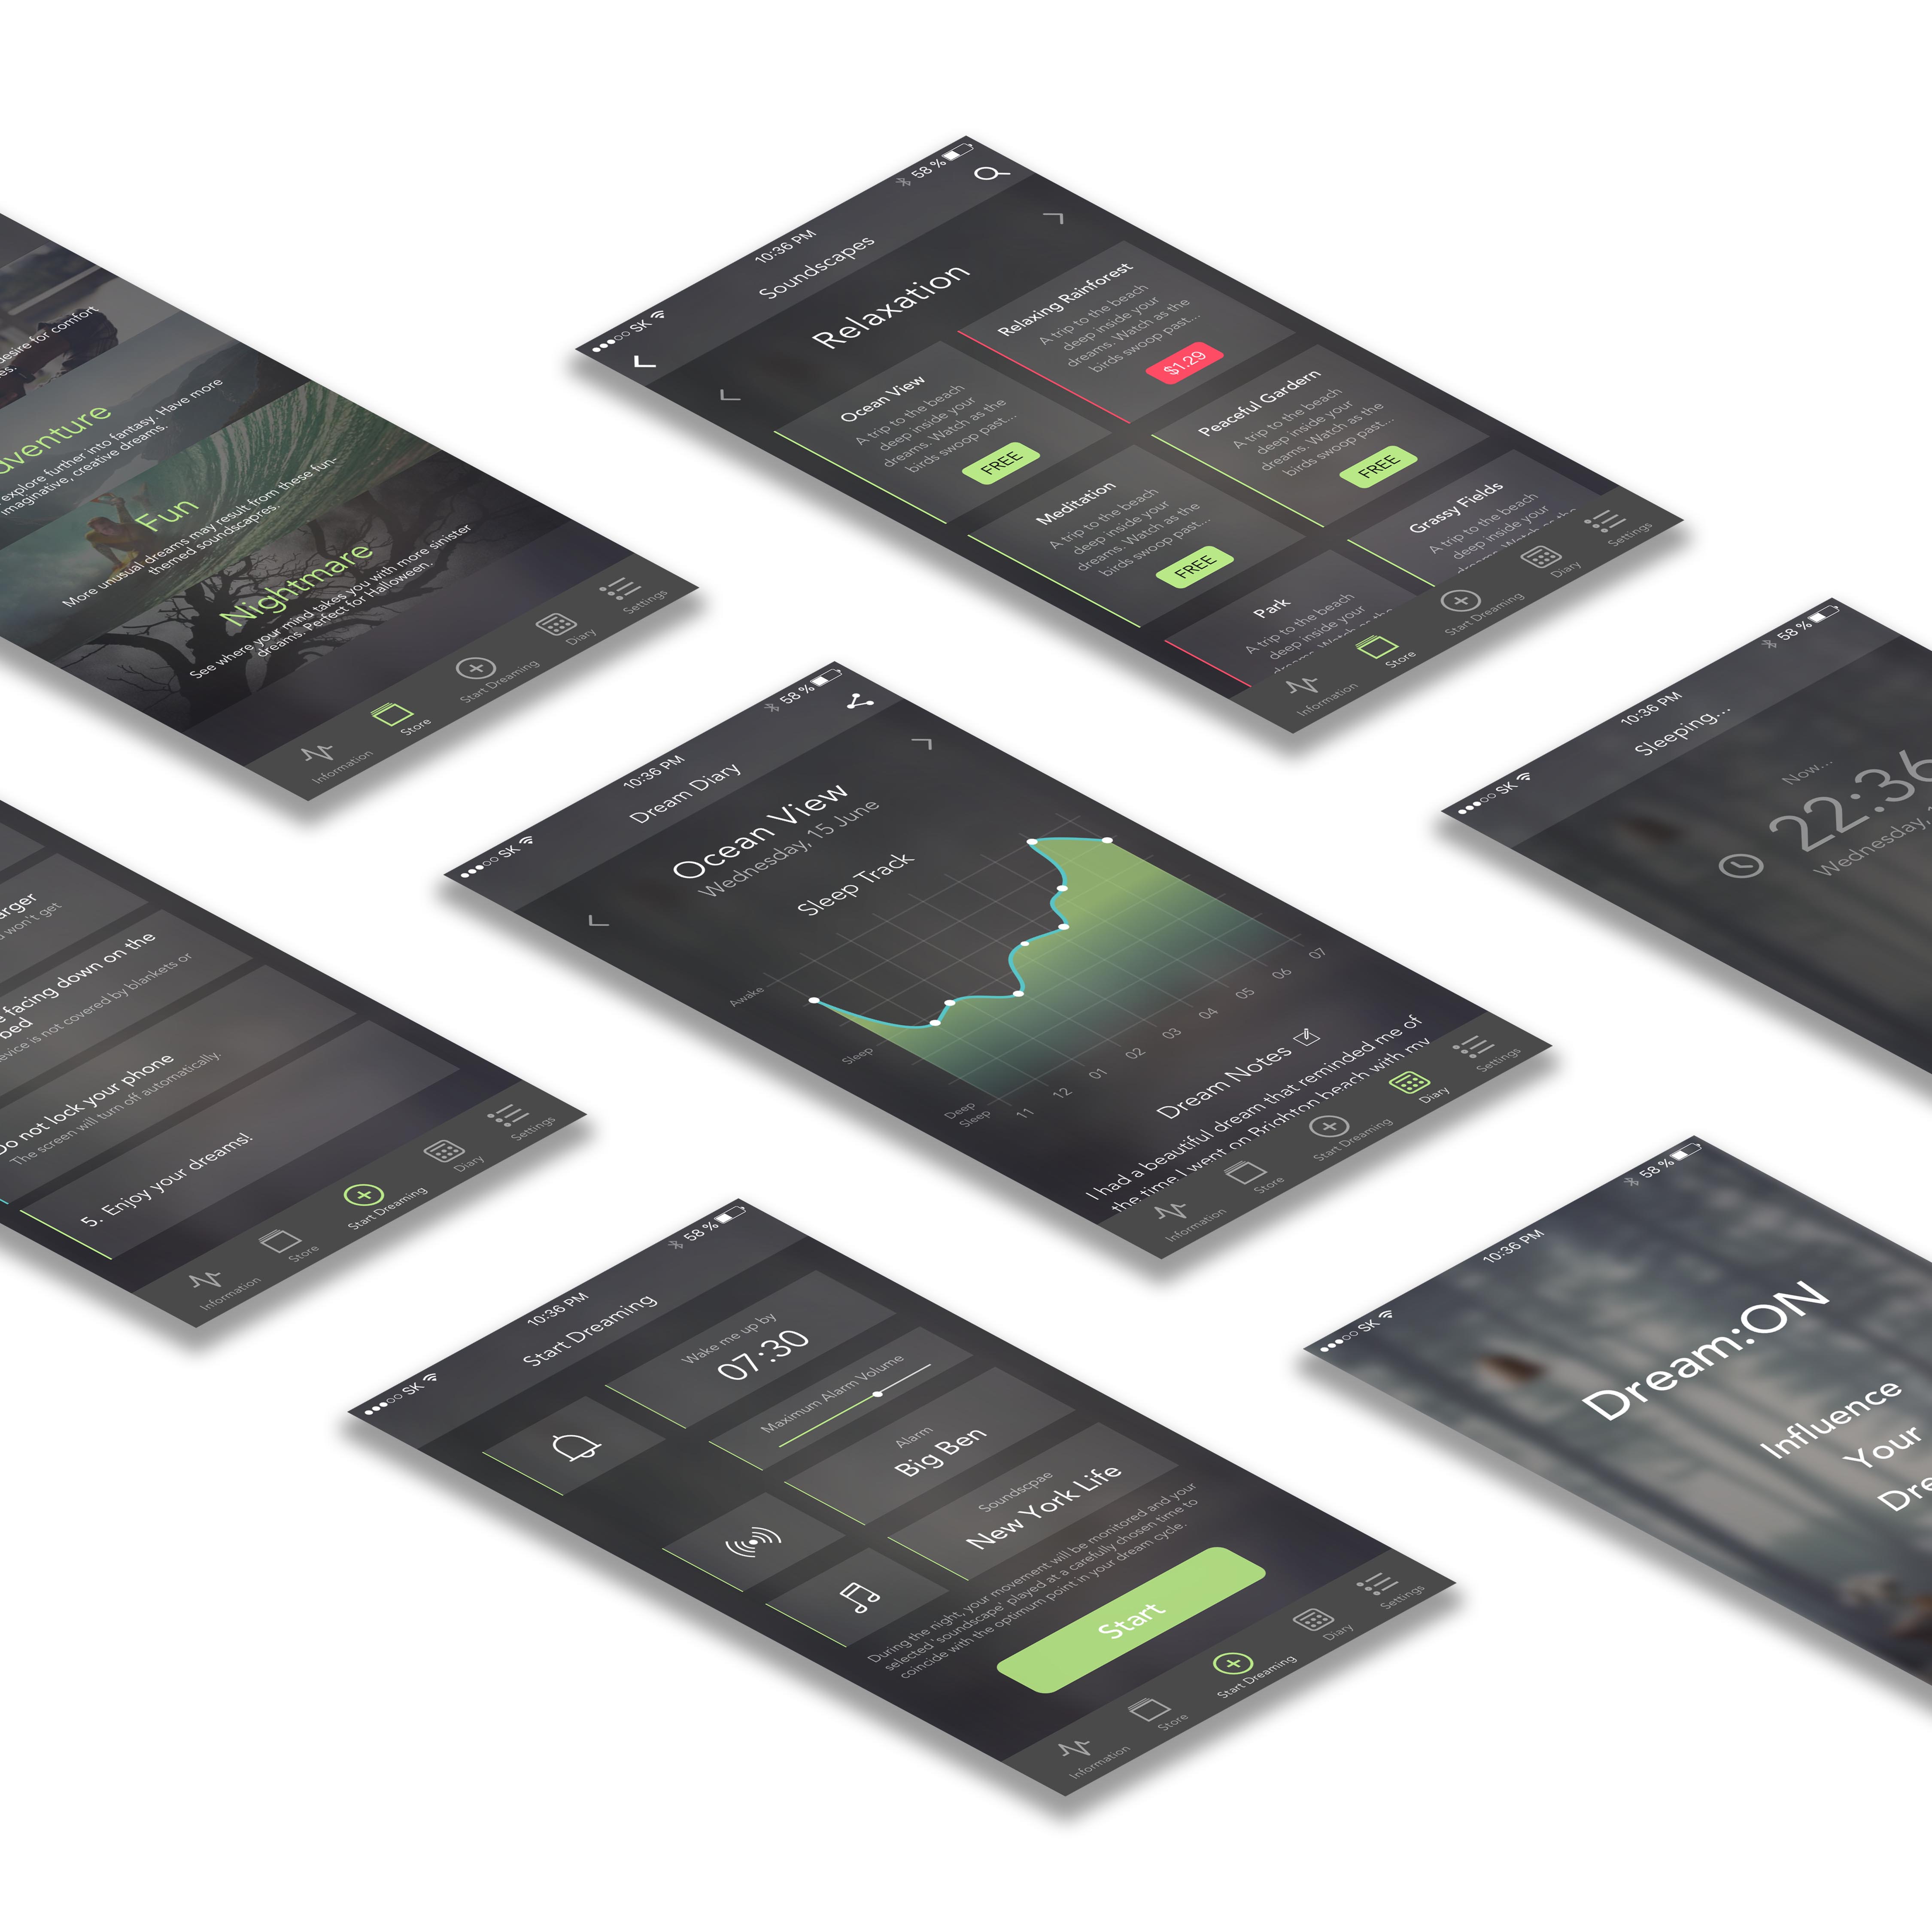 desire for comfort
explore further into fantasy. Have more
imaginative, creative dreams.
Fun
More unusual dreams may result from these fun-
themed soundscapes.
Nightmare
See where your mind takes you with more sinister
dreams. Perfect for Halloween.
Information
Store
Start Dreaming
Diary
Settings
SK
10:36 PM
58 %
Soundscapes
Relaxation
Ocean View
A trip to the beach
deep inside your
dreams. Watch as the
birds swoop past...
FREE
Relaxing Rainforest
A trip to the beach
deep inside your
dreams. Watch as the
birds swoop past...
$1.29
Meditation
A trip to the beach
deep inside your
dreams. Watch as the
birds swoop past...
FREE
Peaceful Gardern
A trip to the beach
deep inside your
dreams. Watch as the
birds swoop past...
FREE
Park
A trip to the beach
deep inside your
dreams. Watch as the
Grassy Fields
A trip to the beach
deep inside your
dreams. Watch as the
Information
Store
Start Dreaming
Diary
Settings
won't get
facing down on the
bed
device is not covered by blankets or
Do not lock your phone
The screen will turn off automatically.
5. Enjoy your dreams!
Information
Store
Start Dreaming
Diary
Settings
SK
10:36 PM
58 %
Dream Diary
Ocean View
Wednesday, 15 June
Sleep Track
Awake
Sleep
Deep
Sleep
11 12 01 02 03 04 05 06 07
Dream Notes
I had a beautiful dream that reminded me of
the time I went on Brighton beach with my
Information
Store
Start Dreaming
Diary
Settings
SK
10:36 PM
58 %
Sleeping...
Now...
22:36
Wednesday,
SK
10:36 PM
58 %
Start Dreaming
Wake me up by
07:30
Maximum Alarm Volume
Alarm
Big Ben
Soundscpae
New York Life
During the night, your movement will be monitored and your
selected 'soundscape' played at a carefully chosen time to
coincide with the optimum point in your dream cycle.
Start
Information
Store
Start Dreaming
Diary
Settings
SK
10:36 PM
58 %
Dream:ON
Influence
Your